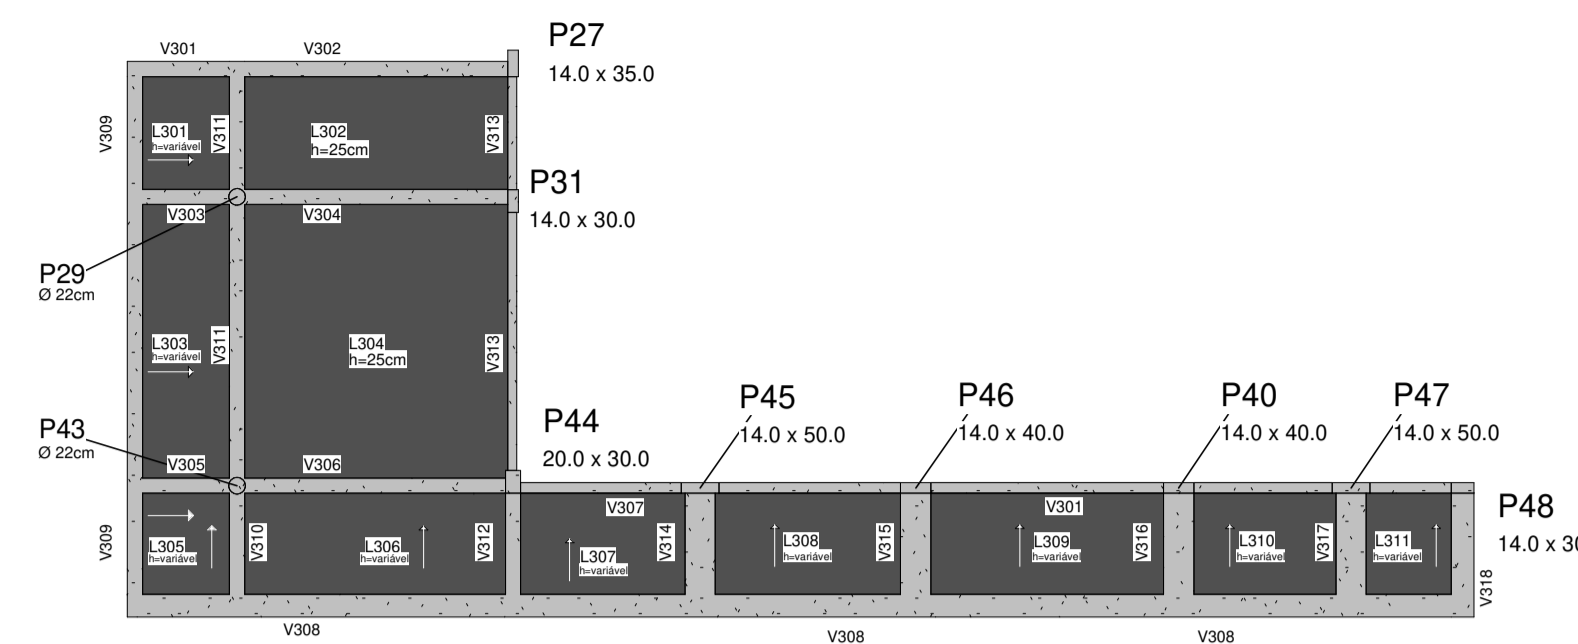 V301
V302
P27
14.0 x 35.0
V309
L301
h=variável
V311
L302
h=25cm
V313
P31
14.0 x 30.0
V303
V304
P29
Ø 22cm
L303
h=variável
V311
L304
h=25cm
V313
P43
Ø 22cm
V305
V306
P44
20.0 x 30.0
P45
14.0 x 50.0
P46
14.0 x 40.0
P40
14.0 x 40.0
P47
14.0 x 50.0
V309
L305
h=variável
V310
L306
h=variável
V312
V307
L307
h=variável
V314
L308
h=variável
V315
V301
L309
h=variável
V316
L310
h=variável
V317
L311
h=variável
P48
14.0 x 30
V318
V308
V308
V308